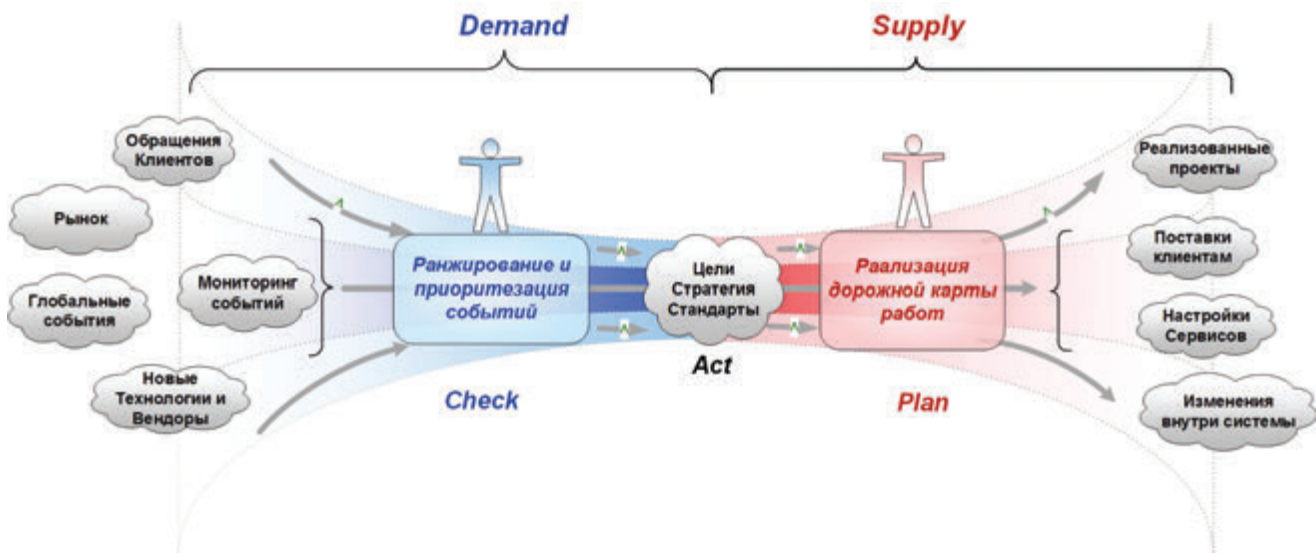 Demand
Supply
Обращения
Клиентов
Рынок
Мониторинг
событий
Глобальные
события
Новые
Технологии и
Вендоры
Ранжирование и
приоритезация
событий
Check
Цели
Стратегия
Стандарты
Act
Раализация
дорожной карты
работ
Plan
Реализованные
проекты
Поставки
клиентам
Настройки
Сервисов
Изменения
внутри системы